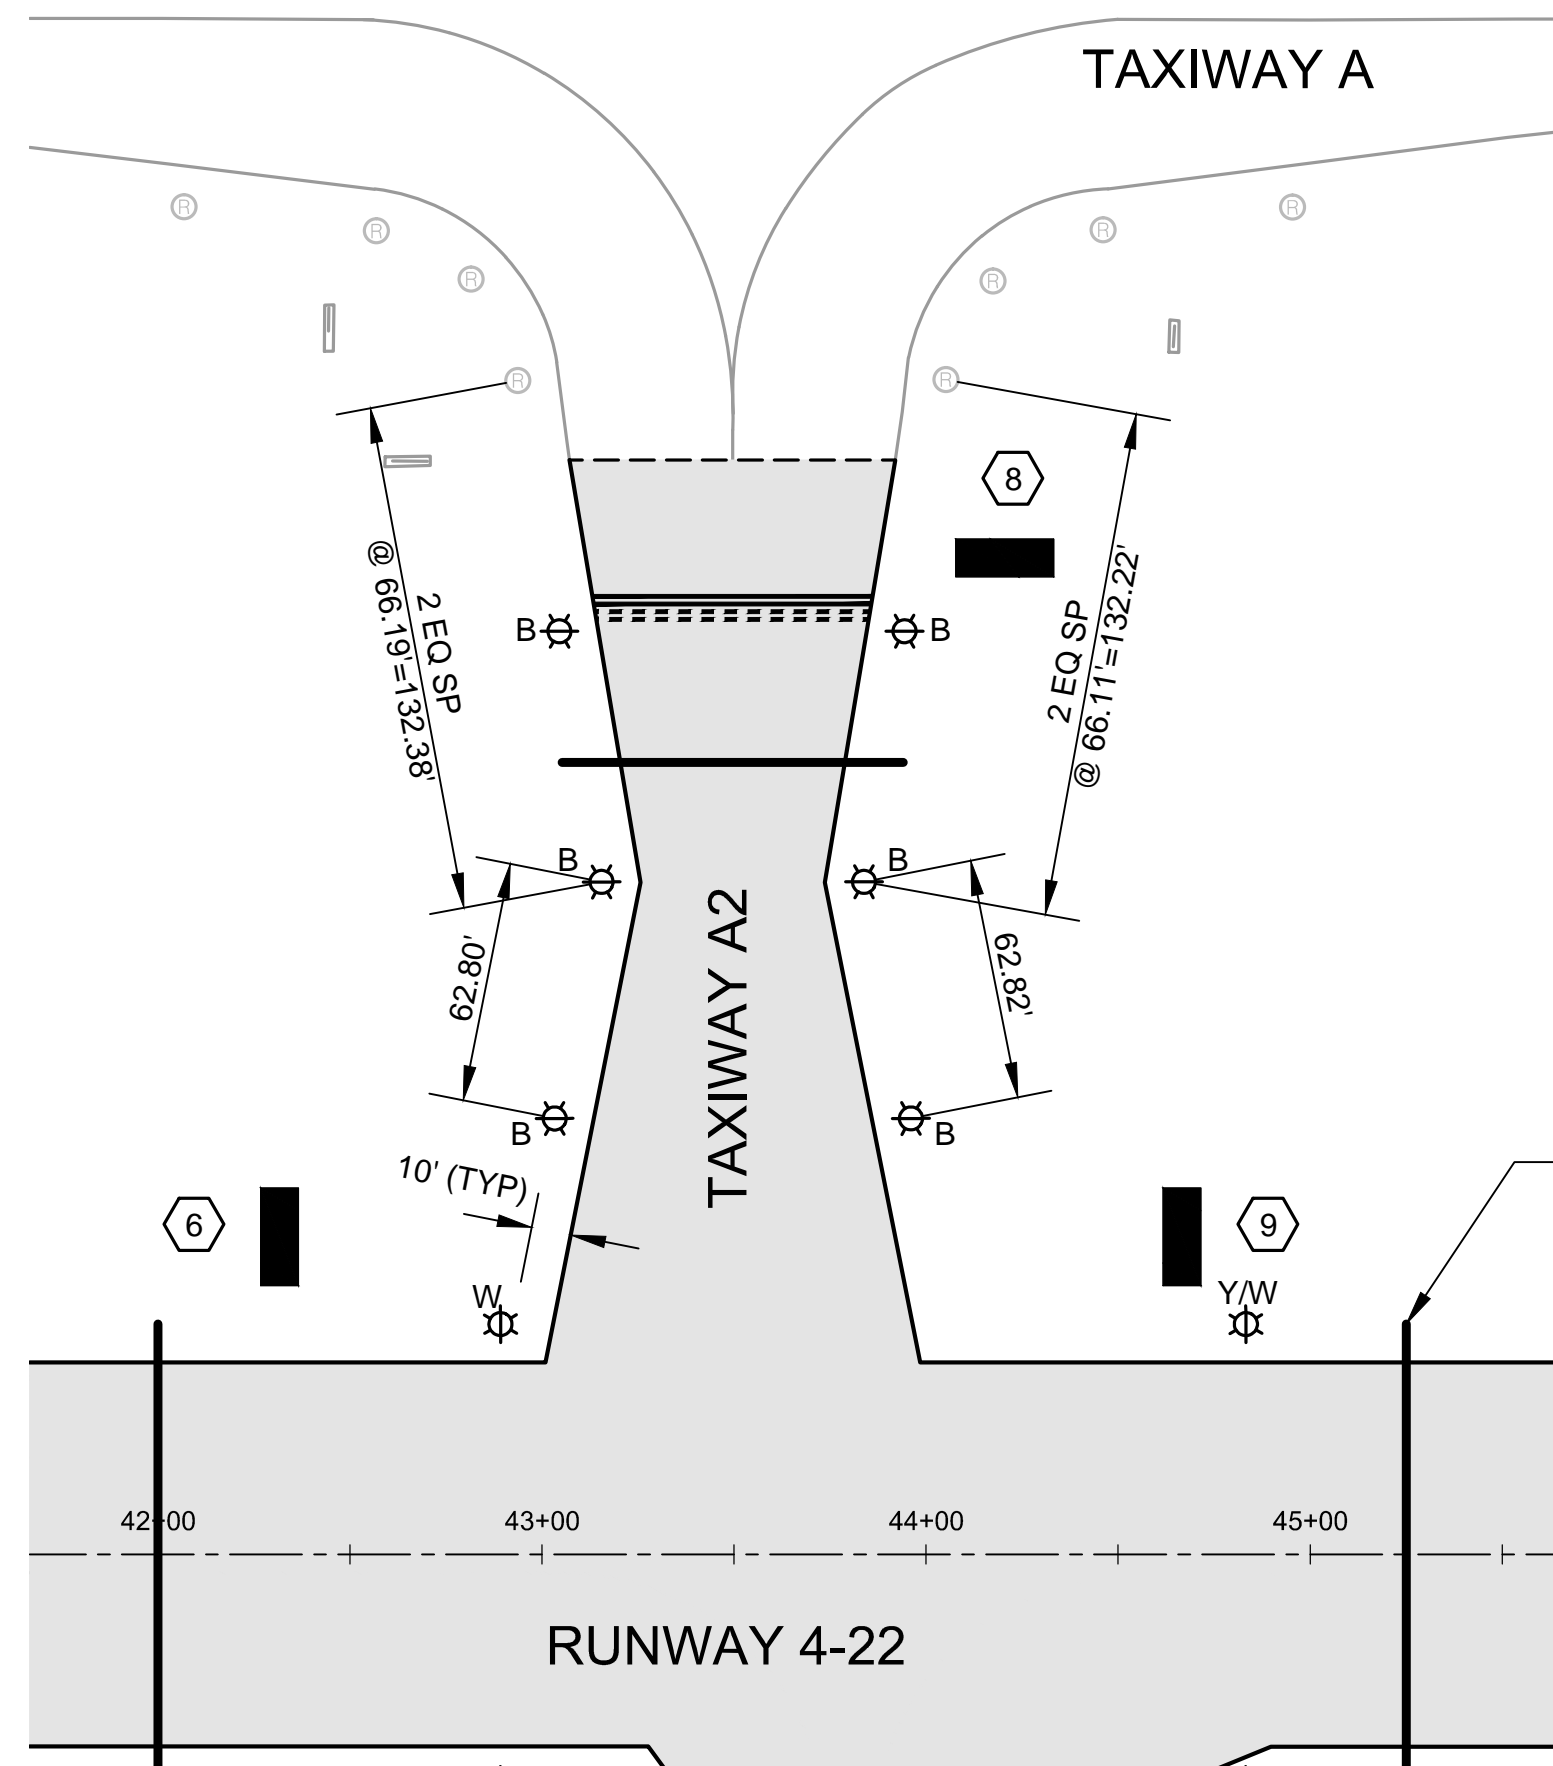 TAXIWAY A
R
R
R
R
R
R
R
R
8
2 EQ SP
@ 66.19'=132.38'
2 EQ SP
@ 66.11'=132.22'
B
B
B
B
TAXIWAY A2
62.80'
62.82'
B
B
10' (TYP)
6
9
W
Y/W
42+00
43+00
44+00
45+00
RUNWAY 4-22